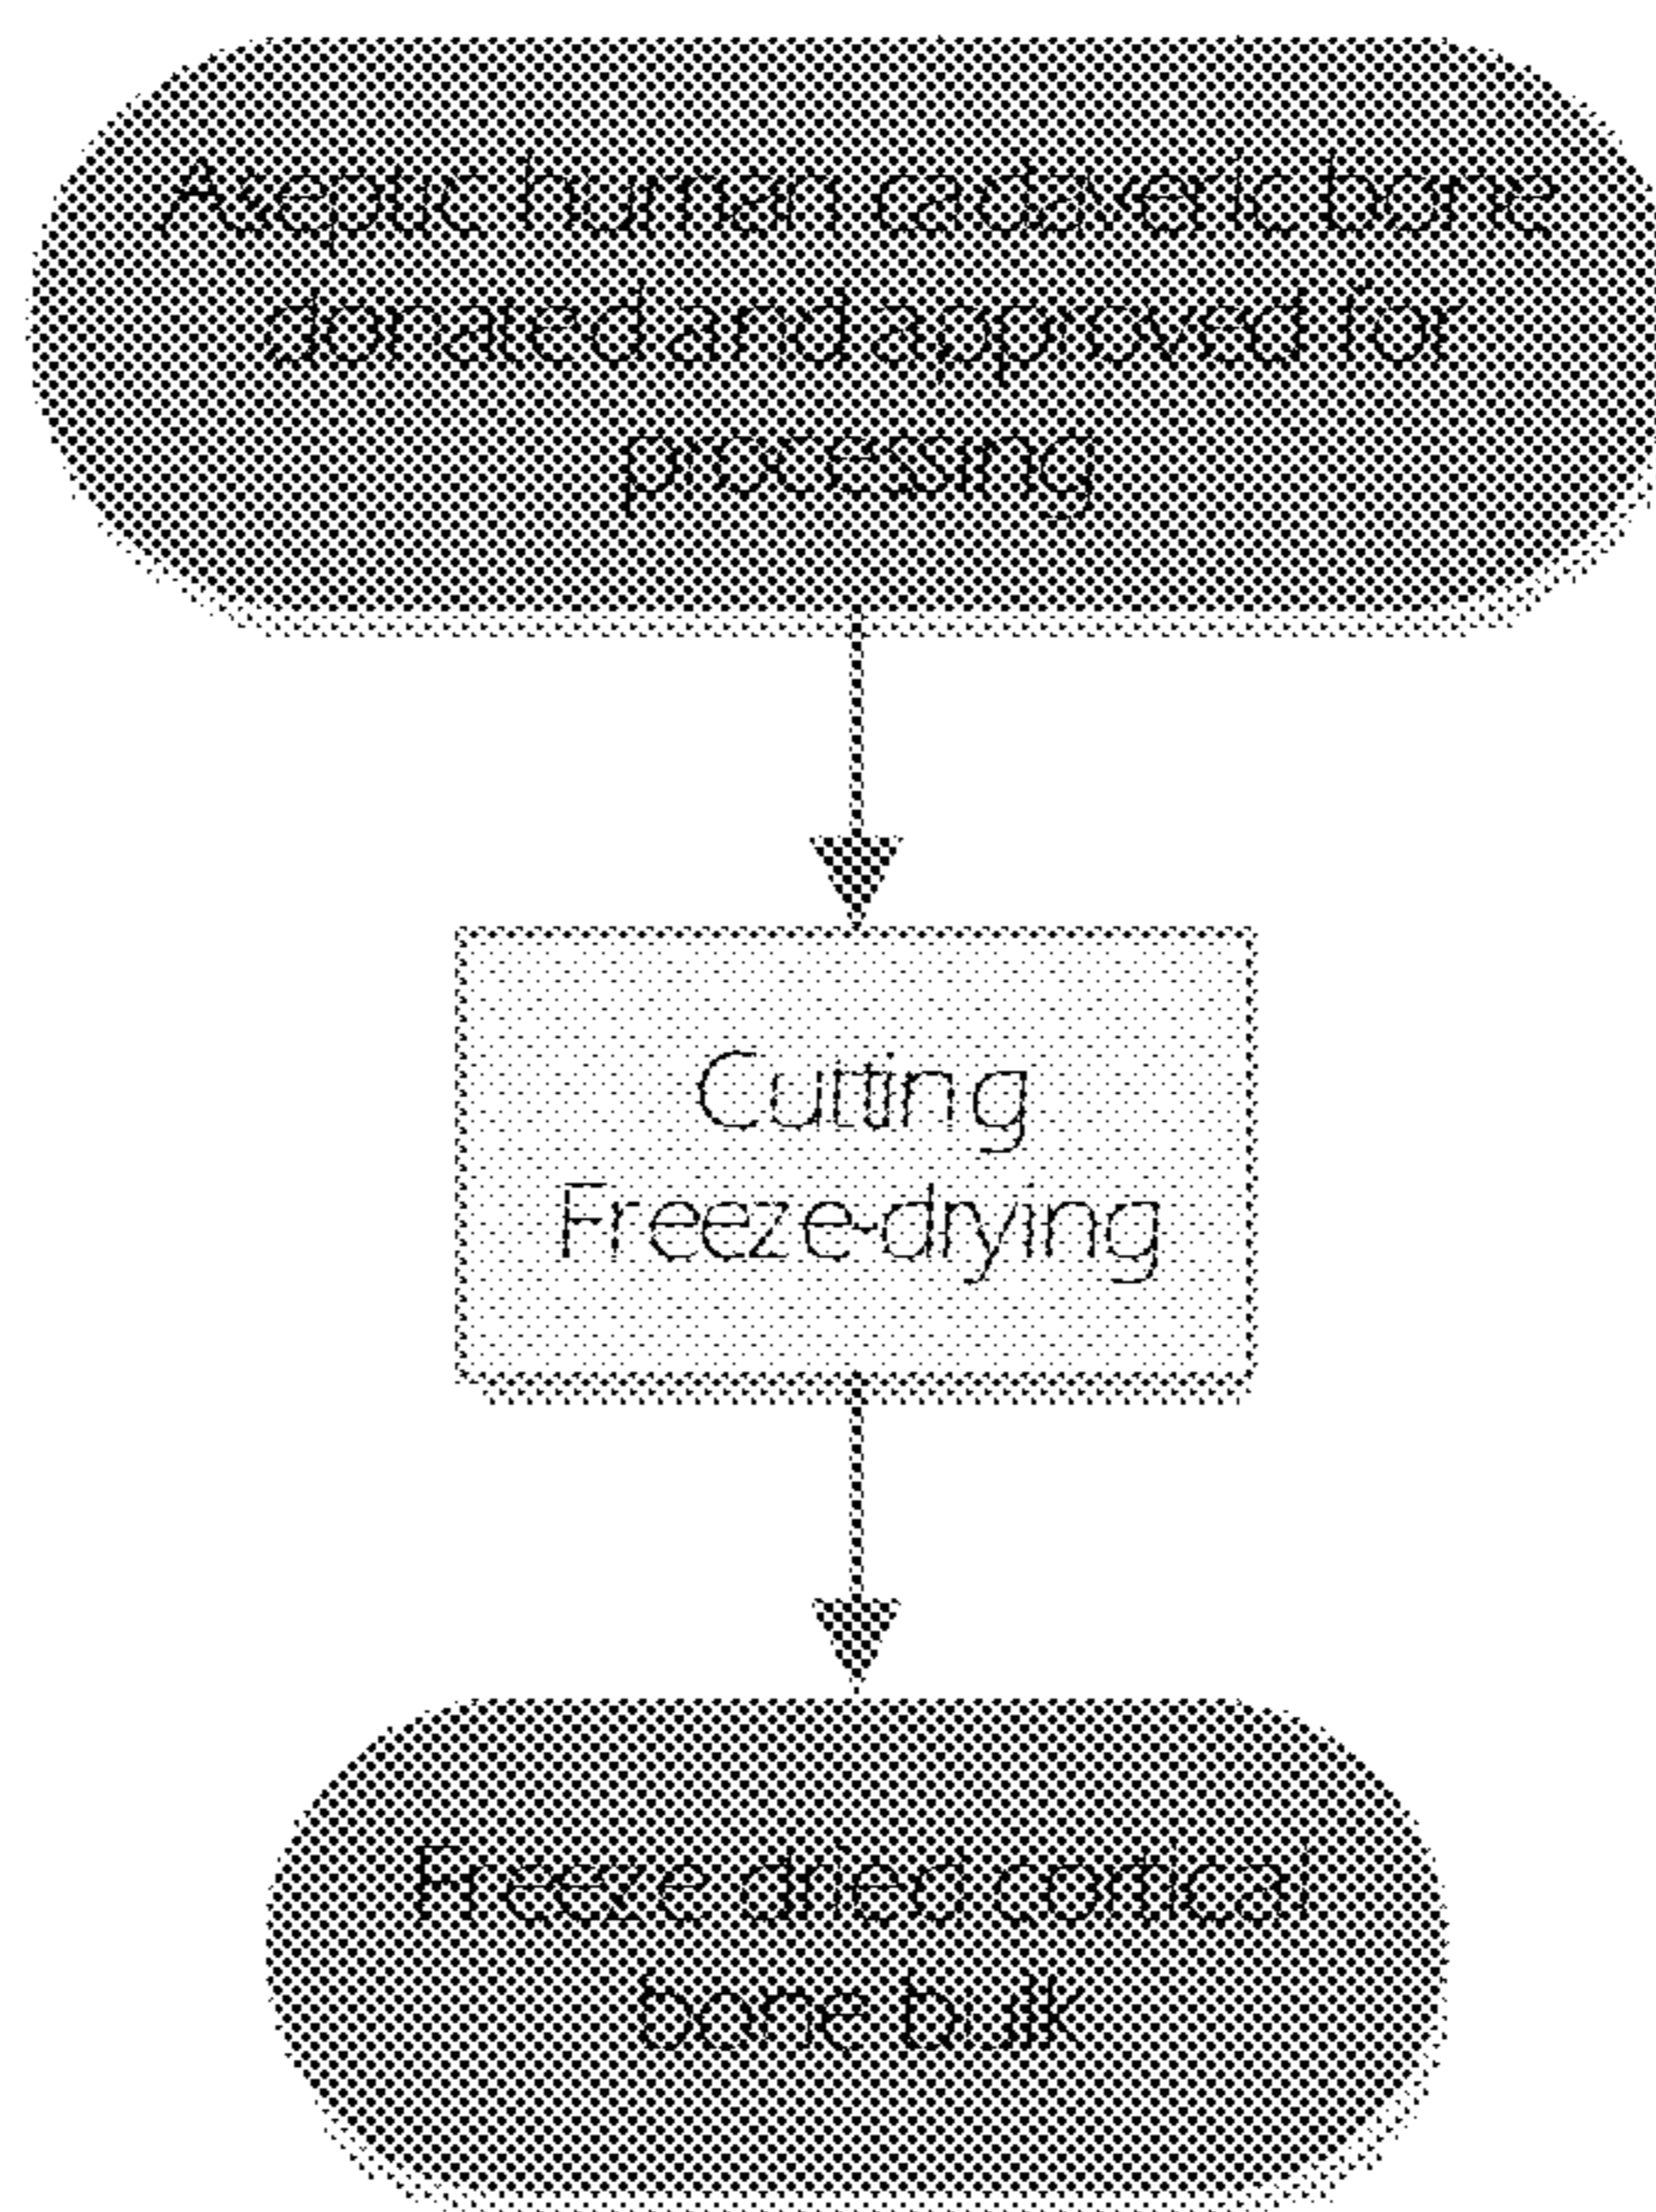 Aseptic human cadaveric bone
donated and approved for
processing
Cutting
Freeze-drying
Freeze dried cortical
bone bulk